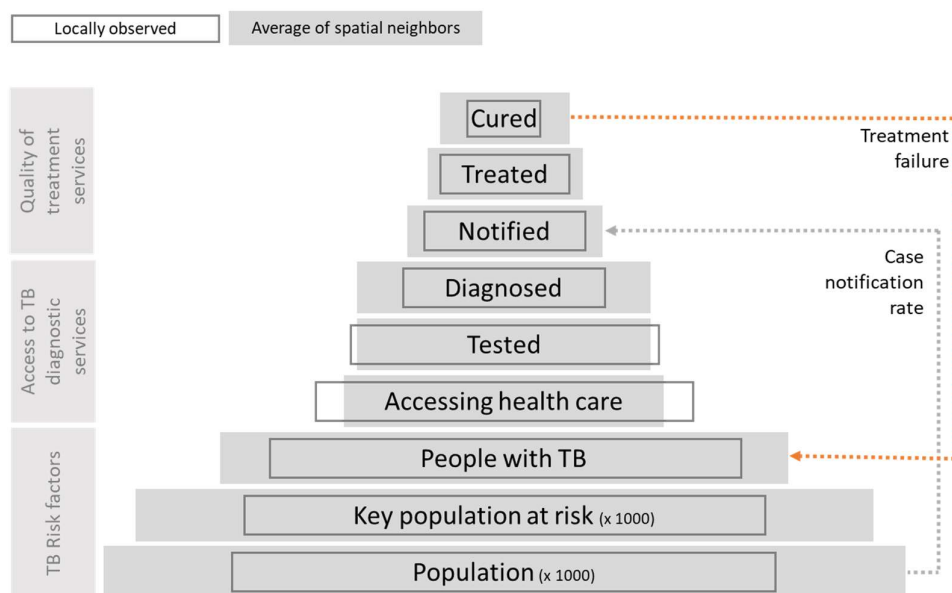 Locally observed
Average of spatial neighbors
Quality of
treatment
services
Cured
Treated
Notified
Treatment
failure
Access to TB
diagnostic
services
Diagnosed
Tested
Accessing health care
Case
notification
rate
TB Risk factors
People with TB
Key population at risk (x 1000)
Population (x 1000)